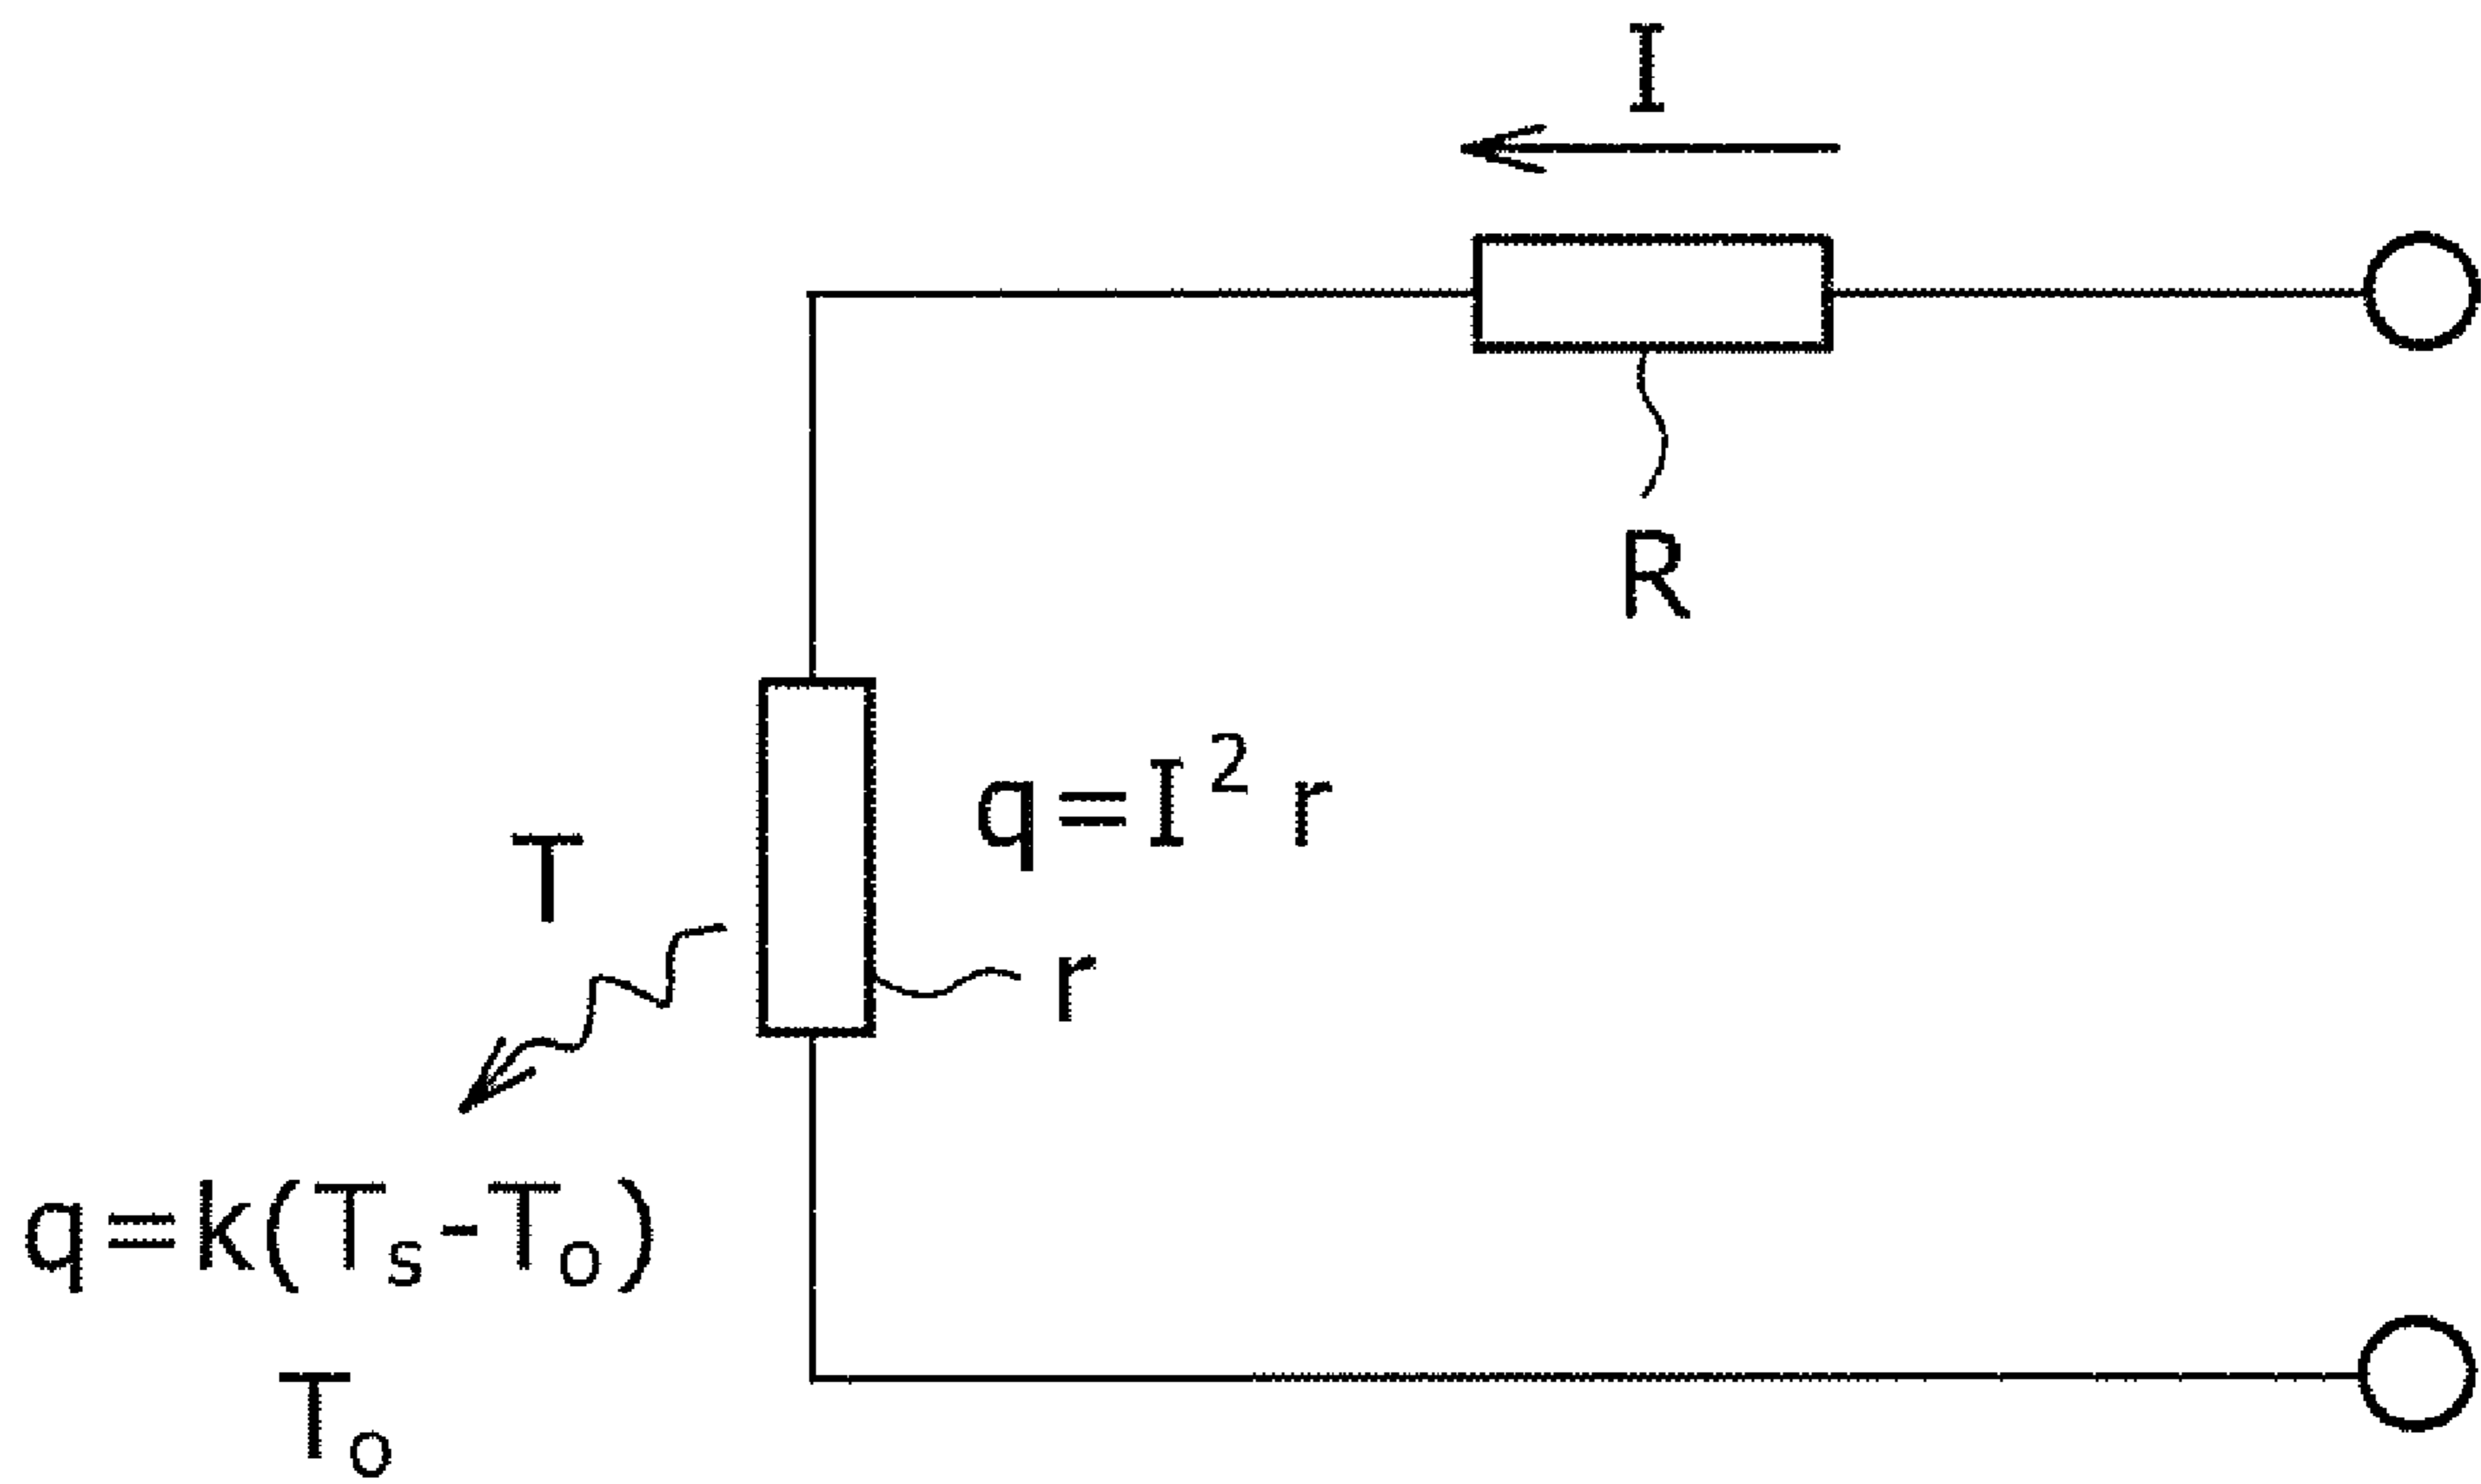 I
R
q=I² r
T
r
q=k(Tₛ-Tₒ)
Tₒ